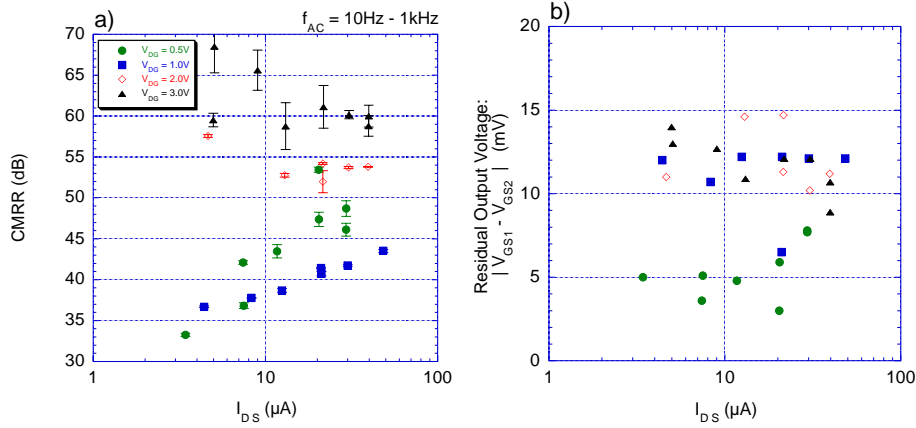 a)
f_AC = 10Hz - 1kHz
70
65
60
55
50
45
40
35
30
CMRR (dB)
V_DG = 0.5V
V_DG = 1.0V
V_DG = 2.0V
V_DG = 3.0V
1 10 100
I_DS (µA)
b)
20
15
10
5
0
Residual Output Voltage:
| V_GS1 - V_GS2 | (mV)
1 10 100
I_DS (µA)